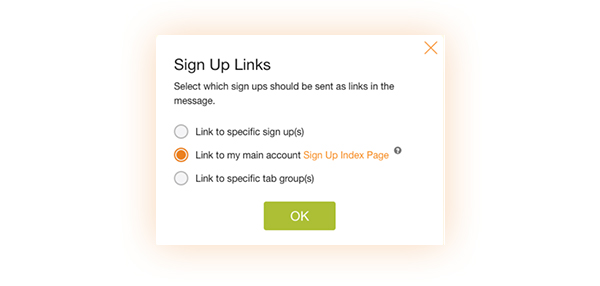 Sign Up Links
Select which sign ups should be sent as links in the
message.
Link to specific sign up(s)
Link to my main account Sign Up Index Page ?
Link to specific tab group(s)
OK